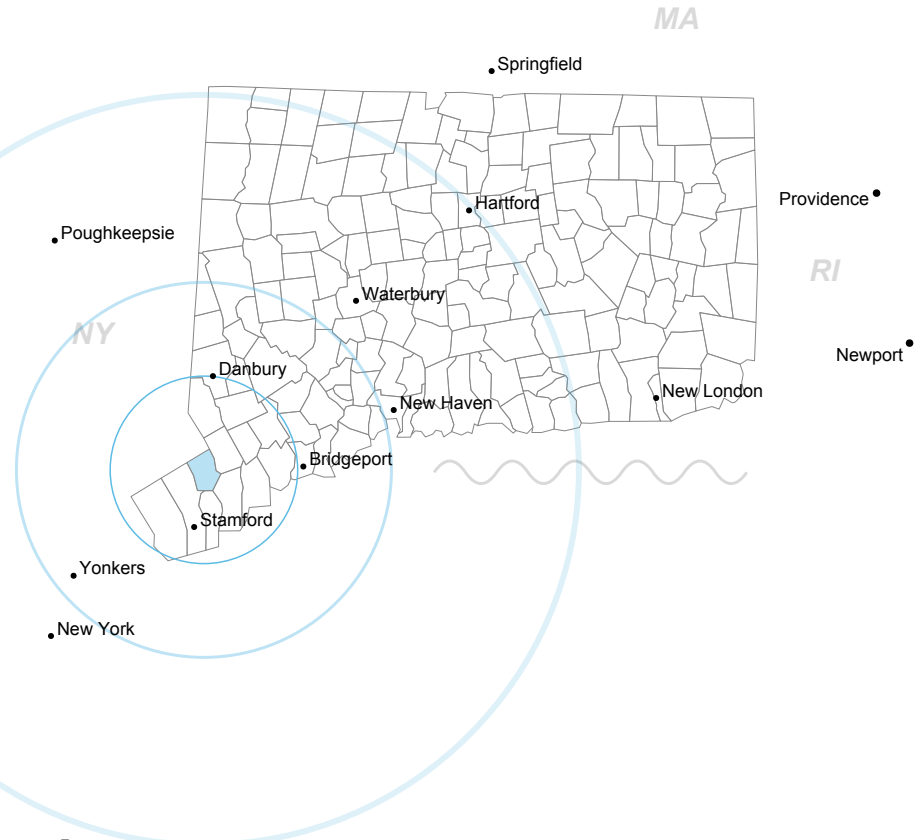 MA
Springfield
Providence
Hartford
Poughkeepsie
RI
Waterbury
NY
Newport
Danbury
New London
New Haven
Bridgeport
Stamford
Yonkers
New York